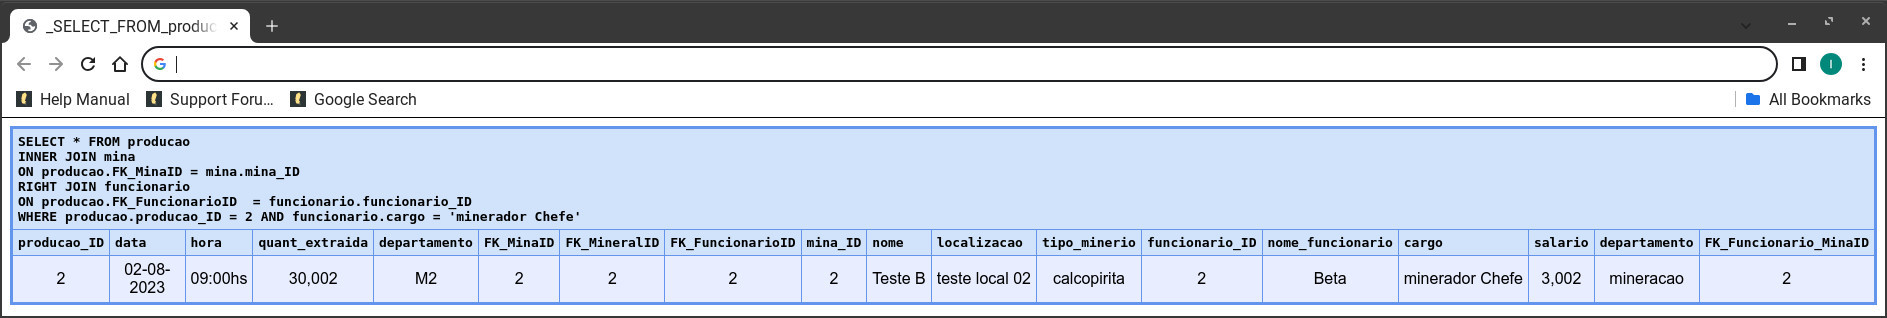 _SELECT_FROM_produc
Help Manual Support Foru... Google Search All Bookmarks
SELECT * FROM producao
INNER JOIN mina
ON producao.FK_MinaID = mina.mina_ID
RIGHT JOIN funcionario
ON producao.FK_FuncionarioID  = funcionario.funcionario_ID
WHERE producao.producao_ID = 2 AND funcionario.cargo = 'minerador Chefe'
producao_ID data hora quant_extraida departamento FK_MinaID FK_MineralID FK_FuncionarioID mina_ID nome localizacao tipo_minerio funcionario_ID nome_funcionario cargo salario departamento FK_Funcionario_MinaID
2 02-08-2023 09:00hs 30,002 M2 2 2 2 2 Teste B teste local 02 calcopirita 2 Beta minerador Chefe 3,002 mineracao 2